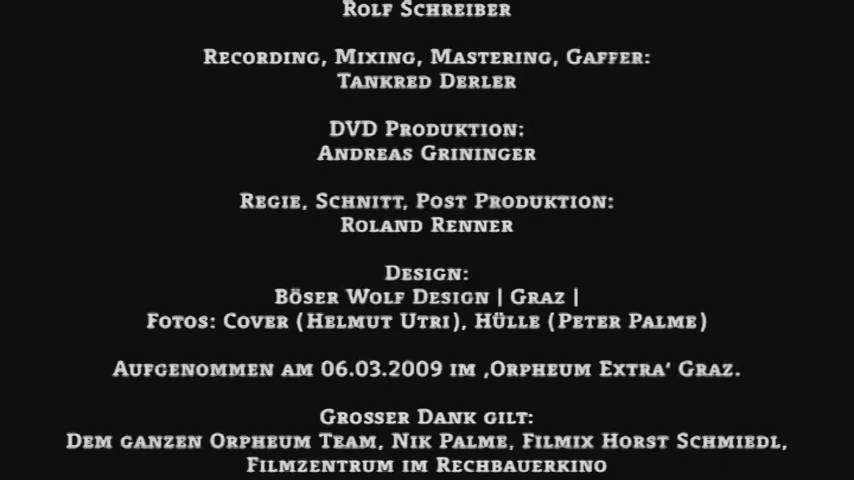 Rolf Schreiber
Recording, Mixing, Mastering, Gaffer:
Tankred Derler
DVD Produktion:
Andreas Grininger
Regie, Schnitt, Post Produktion:
Roland Renner
Design:
Böser Wolf Design | Graz |
Fotos: Cover (Helmut Utri), Hülle (Peter Palme)
Aufgenommen am 06.03.2009 im ‚Orpheum Extra‘ Graz.
Grosser Dank gilt:
Dem ganzen Orpheum Team, Nik Palme, Filmix Horst Schmiedl,
Filmzentrum im Rechbauerkino